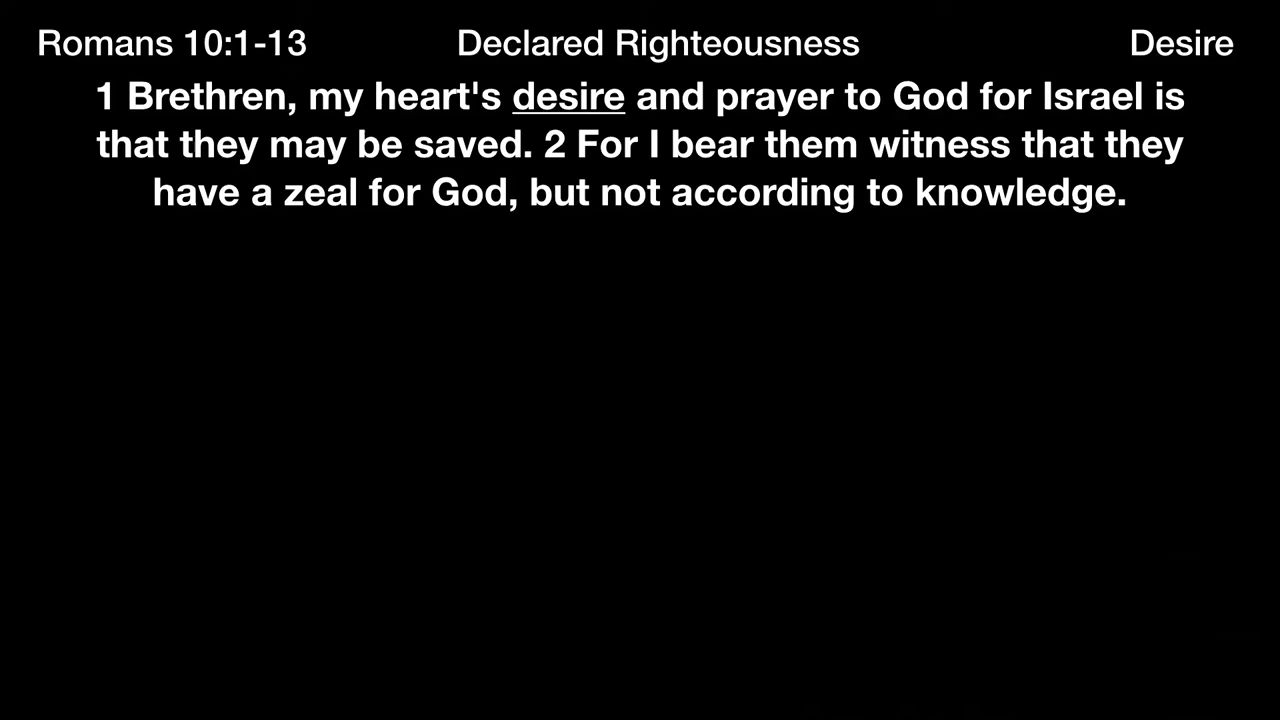 Romans 10:1-13 Declared Righteousness Desire
1 Brethren, my heart's desire and prayer to God for Israel is
that they may be saved. 2 For I bear them witness that they
have a zeal for God, but not according to knowledge.